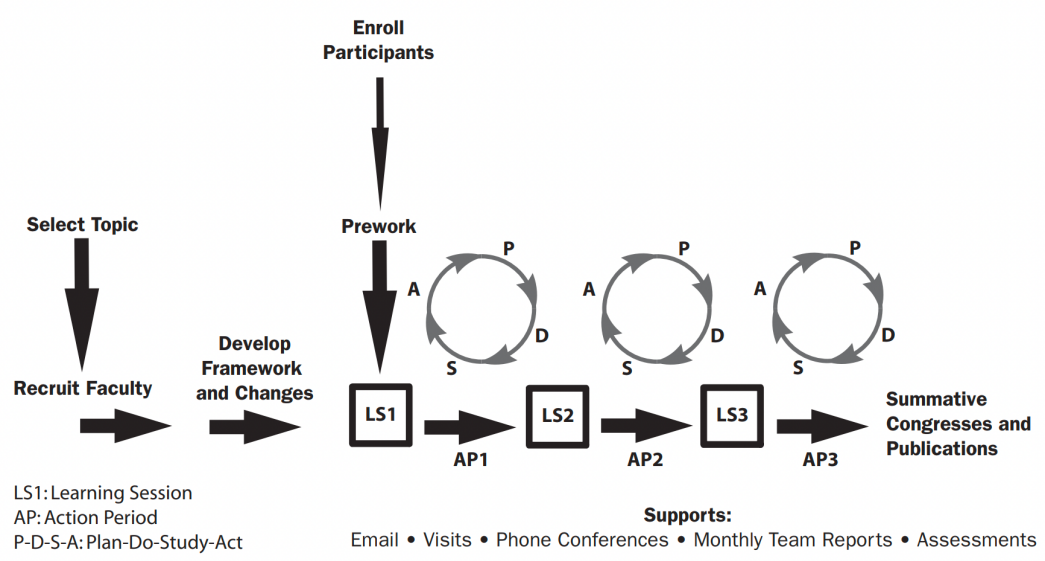 Enroll
Participants
Select Topic
Prework
P
A
D
S
P
A
D
S
P
A
D
S
Develop
Framework
and Changes
Recruit Faculty
LS1
LS2
LS3
AP1
AP2
AP3
Summative
Congresses and
Publications
LS1: Learning Session
AP: Action Period
P-D-S-A: Plan-Do-Study-Act
Supports:
Email • Visits • Phone Conferences • Monthly Team Reports • Assessments